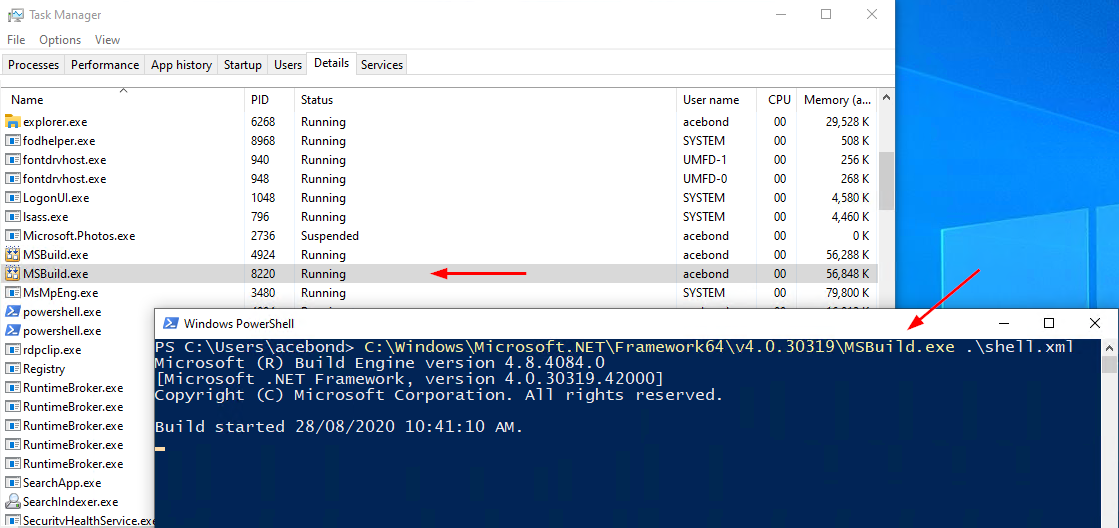 Task Manager
File Options View
Processes Performance App history Startup Users Details Services
Name PID Status User name CPU Memory (a...
explorer.exe 6268 Running acebond 00 29,528 K
fodhelper.exe 8968 Running SYSTEM 00 508 K
fontdrvhost.exe 940 Running UMFD-1 00 256 K
fontdrvhost.exe 948 Running UMFD-0 00 268 K
LogonUI.exe 1048 Running SYSTEM 00 4,580 K
lsass.exe 796 Running SYSTEM 00 4,460 K
Microsoft.Photos.exe 2736 Suspended acebond 00 0 K
MSBuild.exe 4924 Running acebond 00 56,288 K
MSBuild.exe 8220 Running acebond 00 56,848 K
MsMpEng.exe 3480 Running SYSTEM 00 79,800 K
powershell.exe
powershell.exe
rdpclip.exe
Registry
RuntimeBroker.exe
RuntimeBroker.exe
RuntimeBroker.exe
RuntimeBroker.exe
RuntimeBroker.exe
SearchApp.exe
SearchIndexer.exe
SecurityHealthService.exe
Windows PowerShell
PS C:\Users\acebond> C:\Windows\Microsoft.NET\Framework64\v4.0.30319\MSBuild.exe .\shell.xml
Microsoft (R) Build Engine version 4.8.4084.0
[Microsoft .NET Framework, version 4.0.30319.42000]
Copyright (C) Microsoft Corporation. All rights reserved.
Build started 28/08/2020 10:41:10 AM.